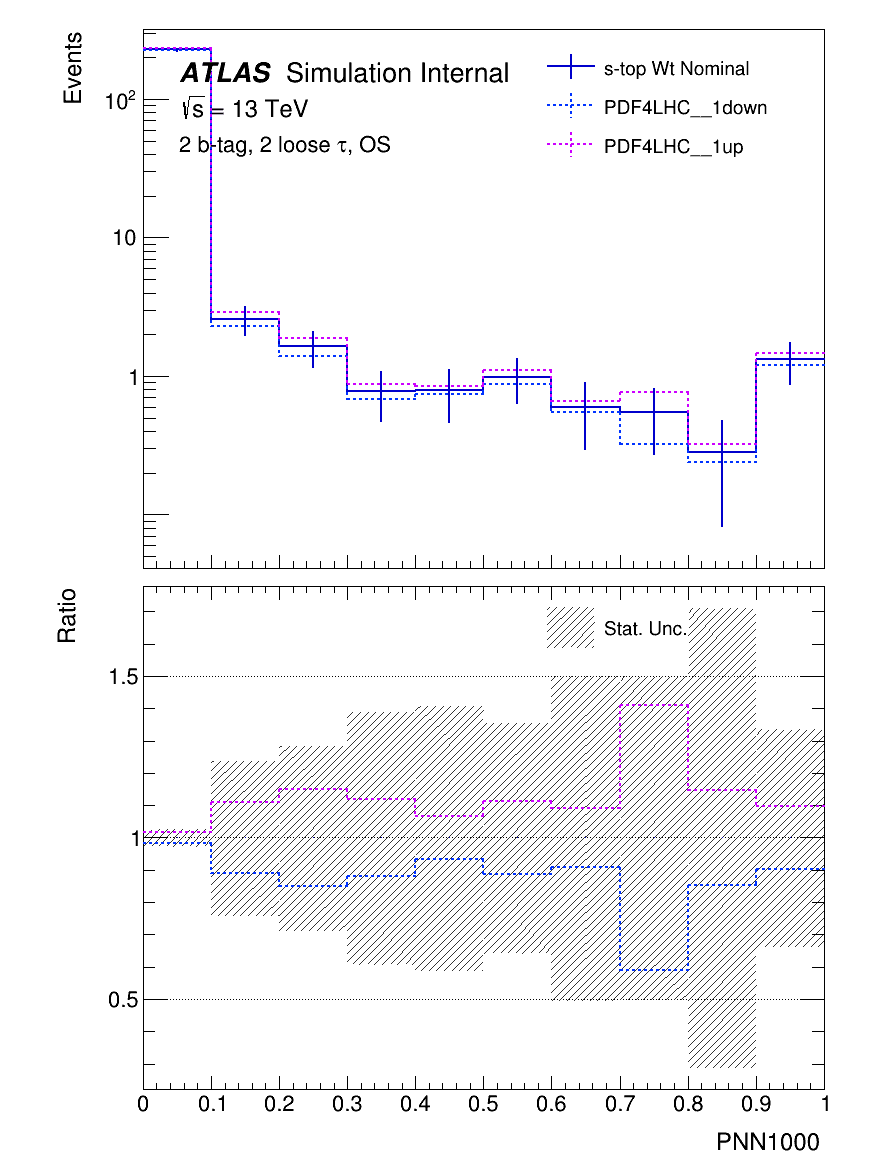 Events
ATLAS Simulation Internal
√s = 13 TeV
2 b-tag, 2 loose τ, OS
s-top Wt Nominal
PDF4LHC__1down
PDF4LHC__1up
10²
10
1
Ratio
Stat. Unc.
1.5
1
0.5
0 0.1 0.2 0.3 0.4 0.5 0.6 0.7 0.8 0.9 1
PNN1000